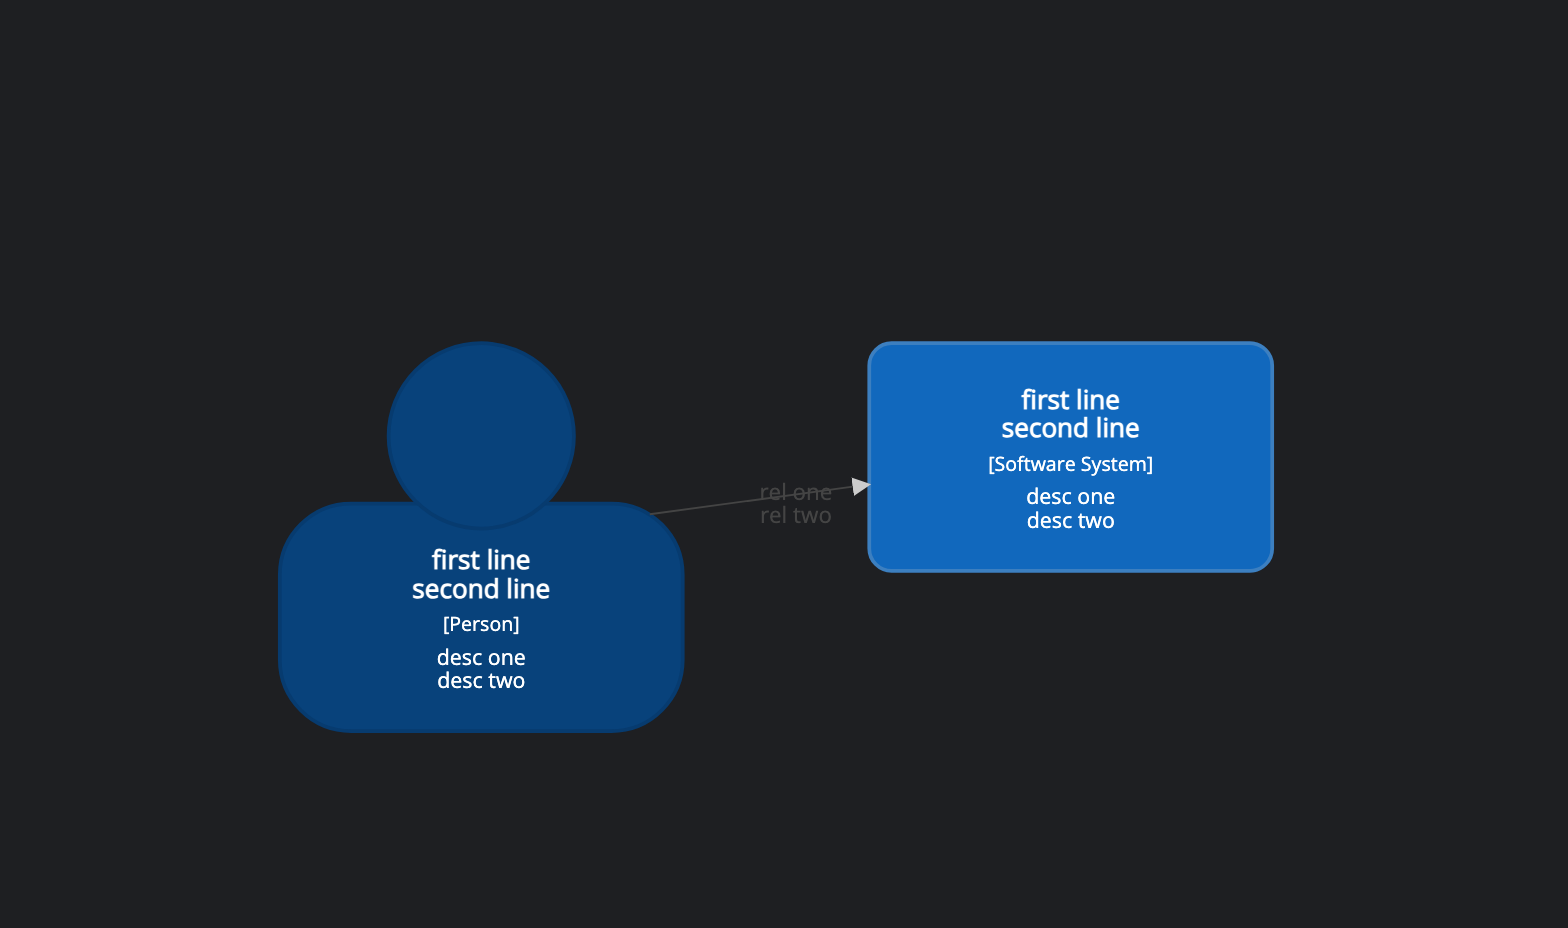 first line
second line
[Person]
desc one
desc two
rel one
rel two
first line
second line
[Software System]
desc one
desc two